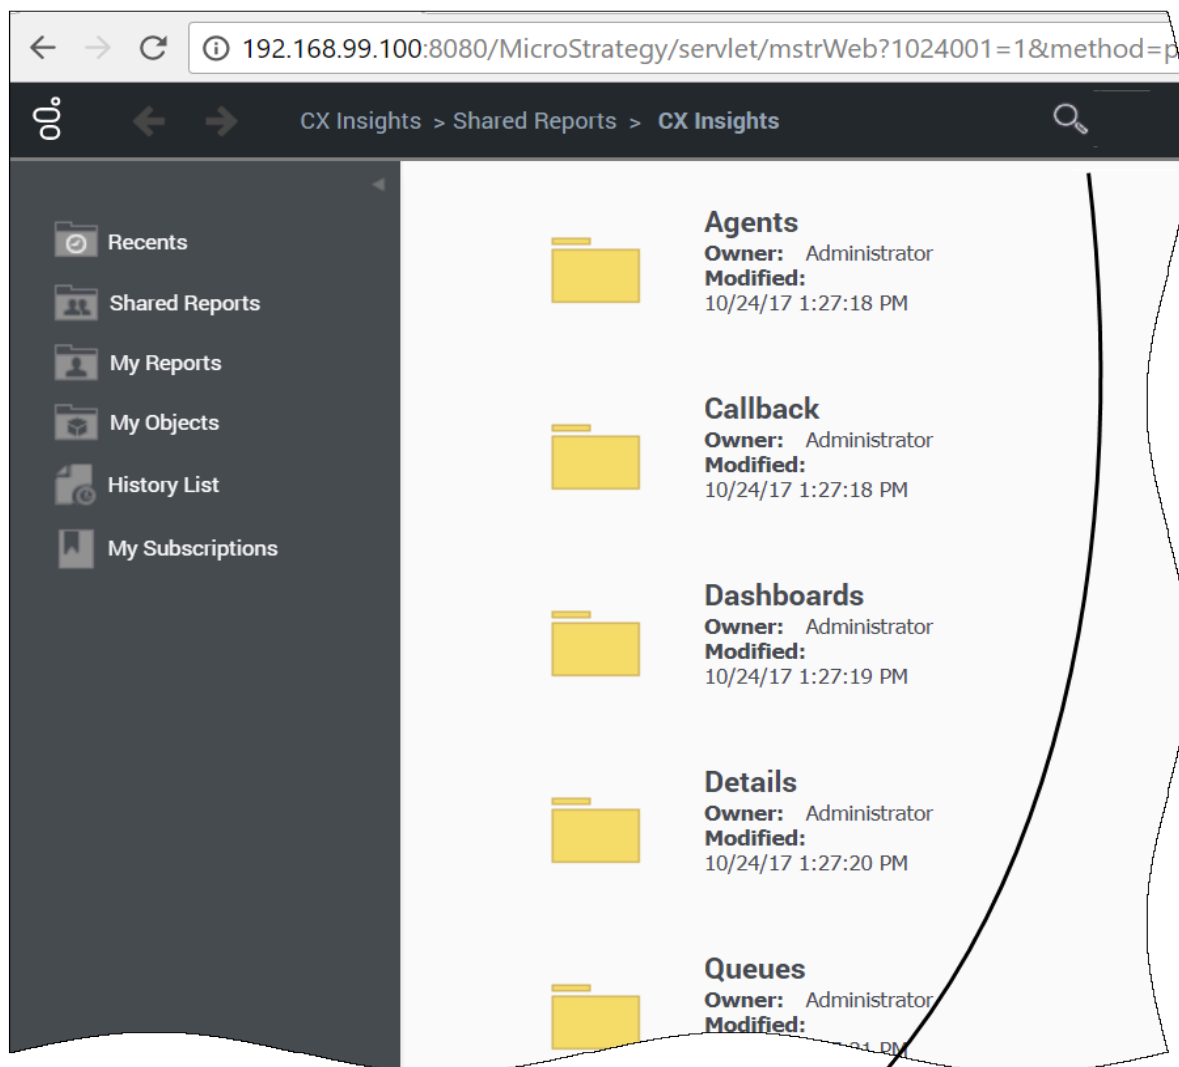 192.168.99.100:8080/MicroStrategy/servlet/mstrWeb?1024001=1&method=p
CX Insights > Shared Reports > CX Insights
Recents
Shared Reports
My Reports
My Objects
History List
My Subscriptions
Agents
Owner: Administrator
Modified:
10/24/17 1:27:18 PM
Callback
Owner: Administrator
Modified:
10/24/17 1:27:18 PM
Dashboards
Owner: Administrator
Modified:
10/24/17 1:27:19 PM
Details
Owner: Administrator
Modified:
10/24/17 1:27:20 PM
Queues
Owner: Administrator
Modified:
PM